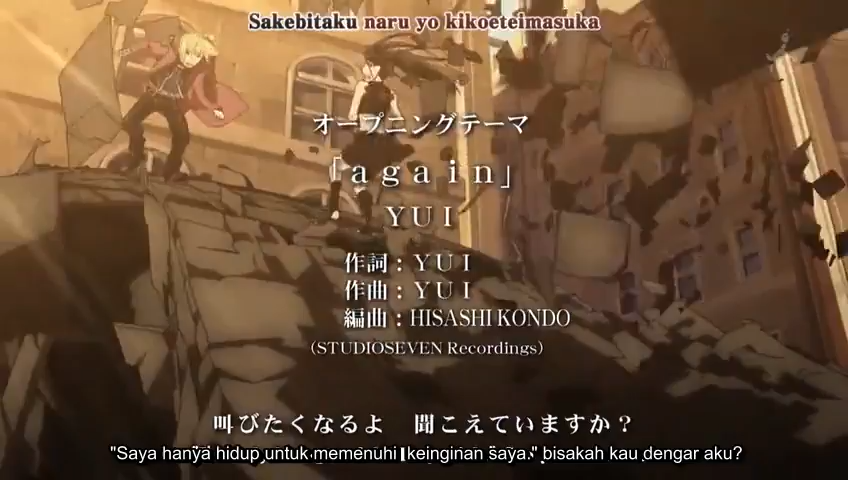 Sakebitaku naru yo kikoeteimasuka
オープニングテーマ
「ａｇａｉｎ」
ＹＵＩ
作詞：ＹＵＩ
作曲：ＹＵＩ
編曲：HISASHI KONDO
（STUDIOSEVEN Recordings）
叫びたくなるよ　聞こえていますか？
"Saya hanya hidup untuk memenuhi keinginan saya." bisakah kau dengar aku?